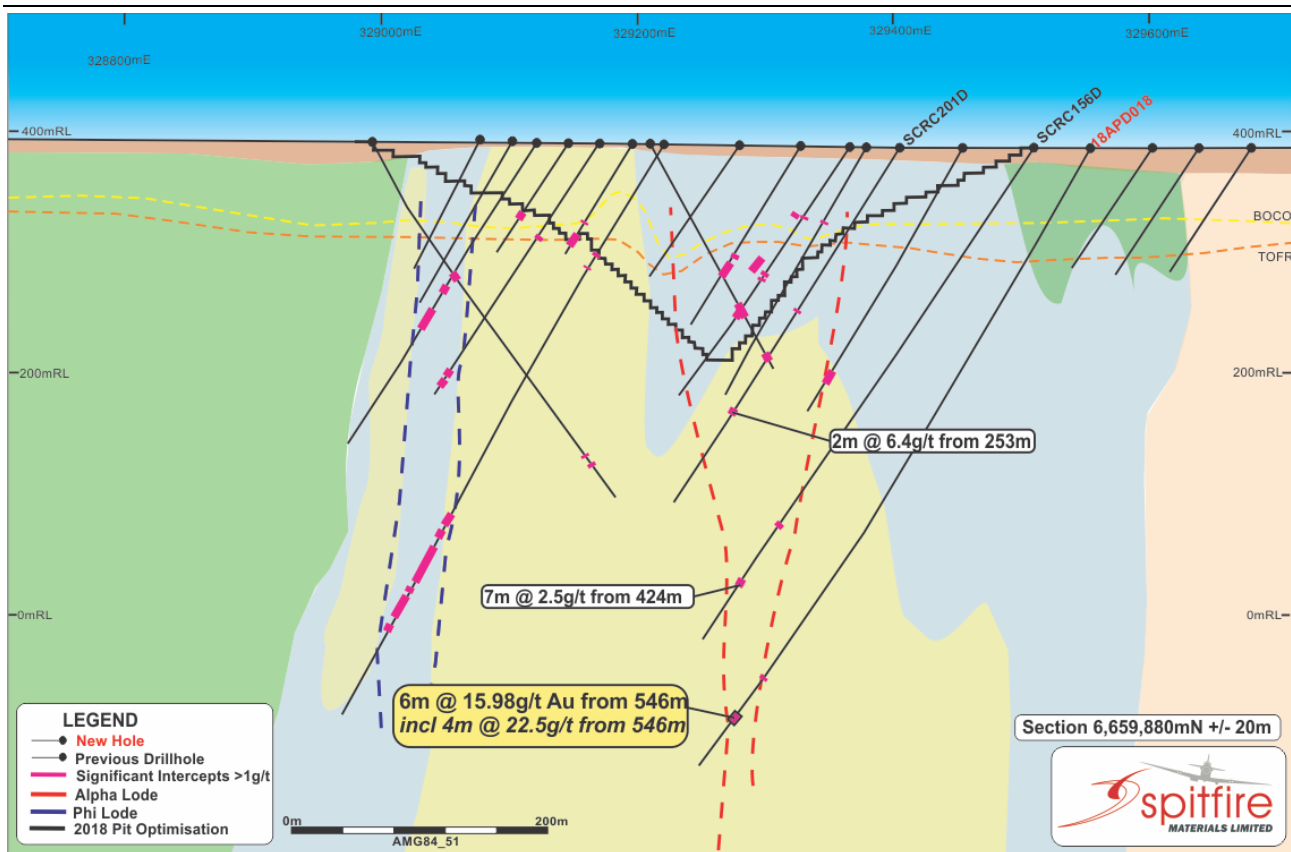 329000mE
329200mE
329400mE
329600mE
328800mE
SCRC201D
SCRC156D
18APD018
400mRL
400mRL
BOCO
TOFR
200mRL
200mRL
2m @ 6.4g/t from 253m
7m @ 2.5g/t from 424m
0mRL
0mRL
6m @ 15.98g/t Au from 546m
incl 4m @ 22.5g/t from 546m
LEGEND
New Hole
Previous Drillhole
Significant Intercepts >1g/t
Alpha Lode
Phi Lode
2018 Pit Optimisation
0m
200m
AMG84_51
Section 6,659,880mN +/- 20m
spitfire
MATERIALS LIMITED